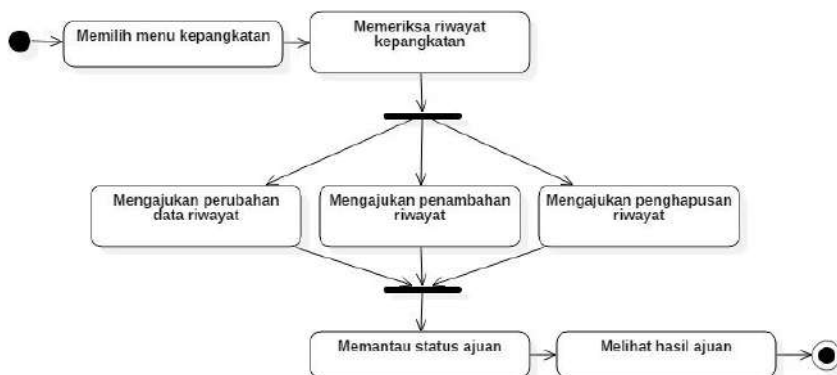 Memilih menu kepangkatan
Memeriksa riwayat
kepangkatan
Mengajukan perubahan
data riwayat
Mengajukan penambahan
riwayat
Mengajukan penghapusan
riwayat
Memantau status ajuan
Melihat hasil ajuan